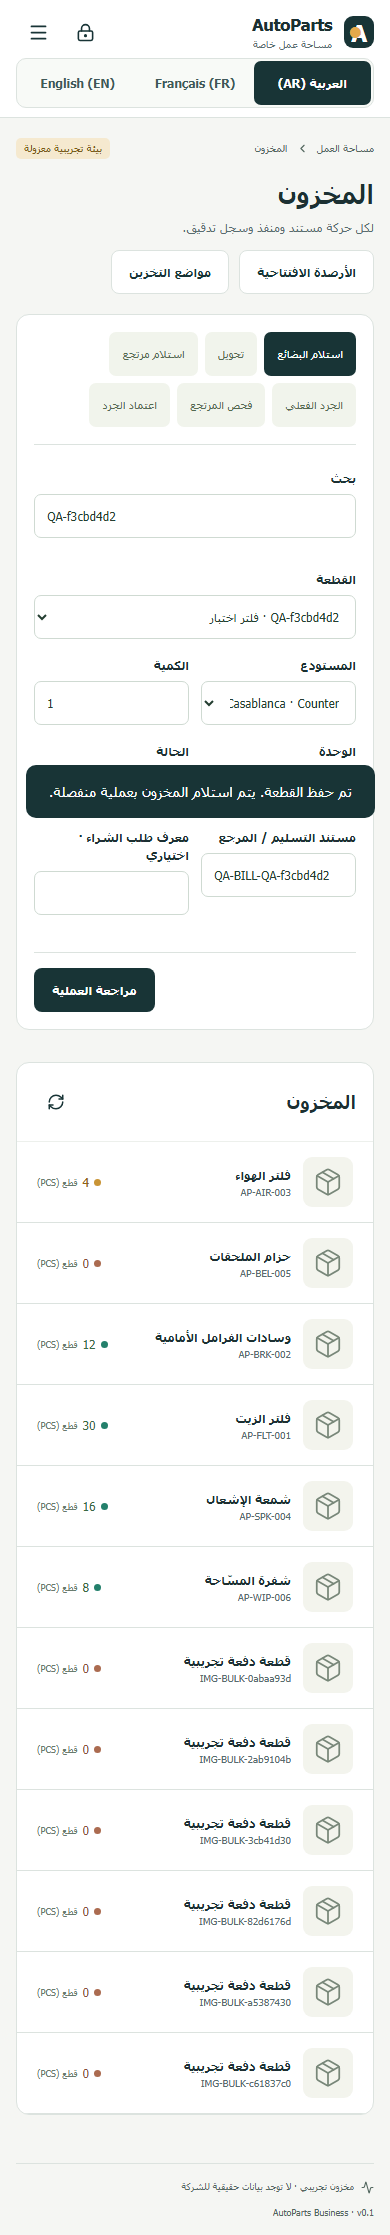 AutoParts
مساحة عمل خاصة
العربية (AR)
Français (FR)
English (EN)
مساحة العمل
المخزون
بيئة تجريبية معزولة
المخزون
لكل حركة مستند ومنفذ وسجل تدقيق.
الأرصدة الافتتاحية
مواضع التخزين
استلام البضائع
تحويل
استلام مرتجع
الجرد الفعلي
فحص المرتجع
اعتماد الجرد
بحث
QA-f3cbd4d2
القطعة
QA-f3cbd4d2 · فلتر اختبار
المستودع
الكمية
Casablanca · Counter
1
الوحدة
الحالة
تم حفظ القطعة. يتم استلام المخزون بعملية منفصلة.
مستند التسليم / المرجع
معرف طلب الشراء ·
اختياري
QA-BILL-QA-f3cbd4d2
مراجعة العملية
المخزون
فلتر الهواء
AP-AIR-003
4 قطع (PCS)
حزام الملحقات
AP-BEL-005
0 قطع (PCS)
وسادات الفرامل الأمامية
AP-BRK-002
12 قطع (PCS)
فلتر الزيت
AP-FLT-001
30 قطع (PCS)
شمعة الإشعال
AP-SPK-004
16 قطع (PCS)
شفرة المسّاحة
AP-WIP-006
8 قطع (PCS)
قطعة دفعة تجريبية
IMG-BULK-0abaa93d
0 قطع (PCS)
قطعة دفعة تجريبية
IMG-BULK-2ab9104b
0 قطع (PCS)
قطعة دفعة تجريبية
IMG-BULK-3cb41d30
0 قطع (PCS)
قطعة دفعة تجريبية
IMG-BULK-82d6176d
0 قطع (PCS)
قطعة دفعة تجريبية
IMG-BULK-a5387430
0 قطع (PCS)
قطعة دفعة تجريبية
IMG-BULK-c61837c0
0 قطع (PCS)
مخزون تجريبي · لا توجد بيانات حقيقية للشركة
AutoParts Business · v0.1